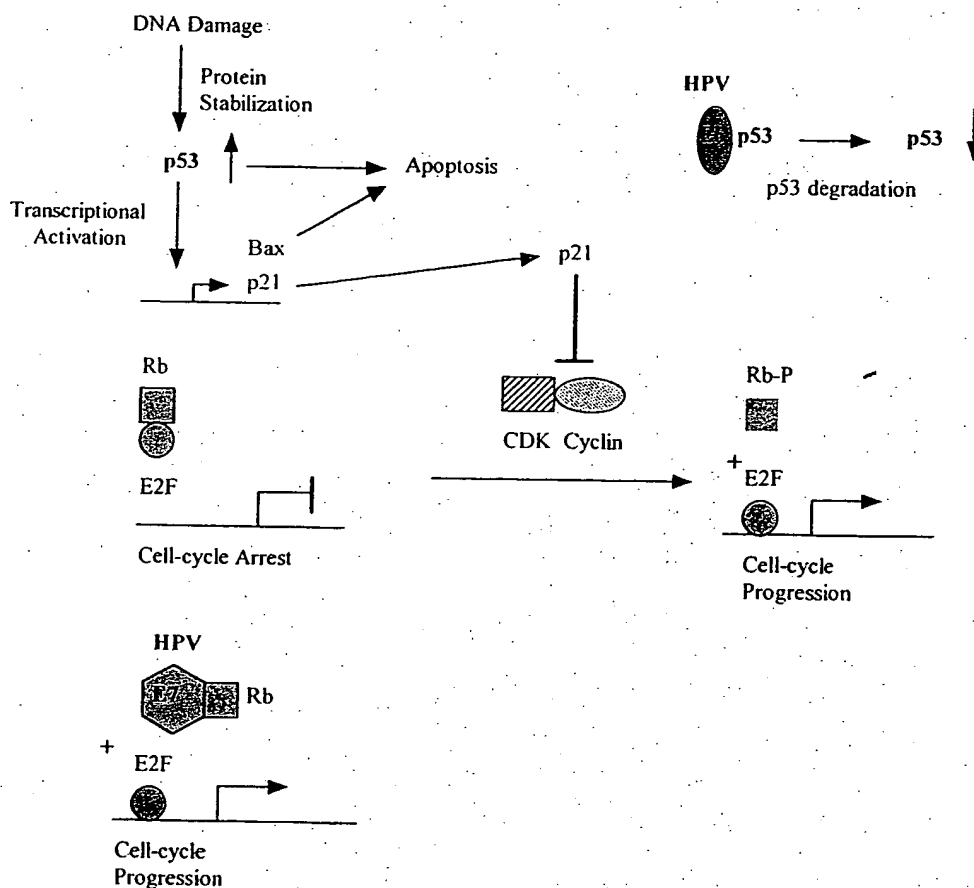 DNA Damage
Protein
Stabilization
p53
Apoptosis
Transcriptional
Activation
Bax
p21
p21
HPV
p53
p53
p53 degradation
Rb
E2F
Cell-cycle Arrest
CDK Cyclin
Rb-P
+
E2F
Cell-cycle
Progression
HPV
E7
Rb
+
E2F
Cell-cycle
Progression